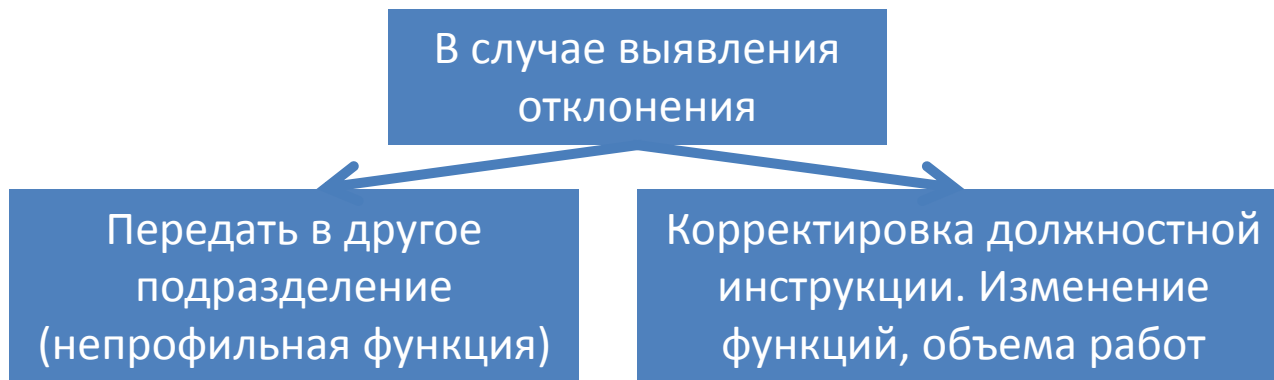 В случае выявления
отклонения
Передать в другое
подразделение
(непрофильная функция)
Корректировка должностной
инструкции. Изменение
функций, объема работ